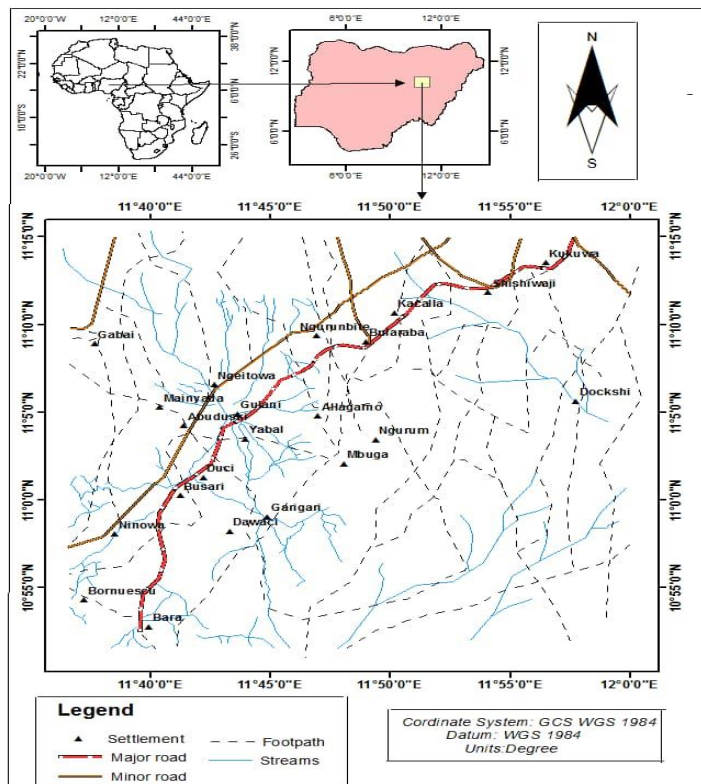 20°0'0"W 12°0'0"E 44°0'0"E
22°0'0"N
10°0'0"S
38°0'0"N
6°0'0"N
26°0'0"S
20°0'0"W 12°0'0"E 44°0'0"E
6°0'0"E 12°0'0"E
12°0'0"N
6°0'0"N
12°0'0"N
6°0'0"N
6°0'0"E 12°0'0"E
N
S
11°40'0"E 11°45'0"E 11°50'0"E 11°55'0"E 12°0'0"E
11°15'0"N
11°10'0"N
11°5'0"N
11°0'0"N
10°55'0"N
11°15'0"N
11°10'0"N
11°5'0"N
11°0'0"N
10°55'0"N
Kukuwa
Shishiwaji
Kacalla
Ngurunbite
Bularaba
Gabai
Ngeitowa
Mainyada
Dockshi
Gulani
Allagarno
Abudussi
Yabal
Ngurum
Mbuga
Duci
Busari
Garigari
Ninowa
Dawaci
Bornuescu
Bara
11°40'0"E 11°45'0"E 11°50'0"E 11°55'0"E 12°0'0"E
Legend
Settlement
Footpath
Major road
Streams
Minor road
Cordinate System: GCS WGS 1984
Datum: WGS 1984
Units:Degree